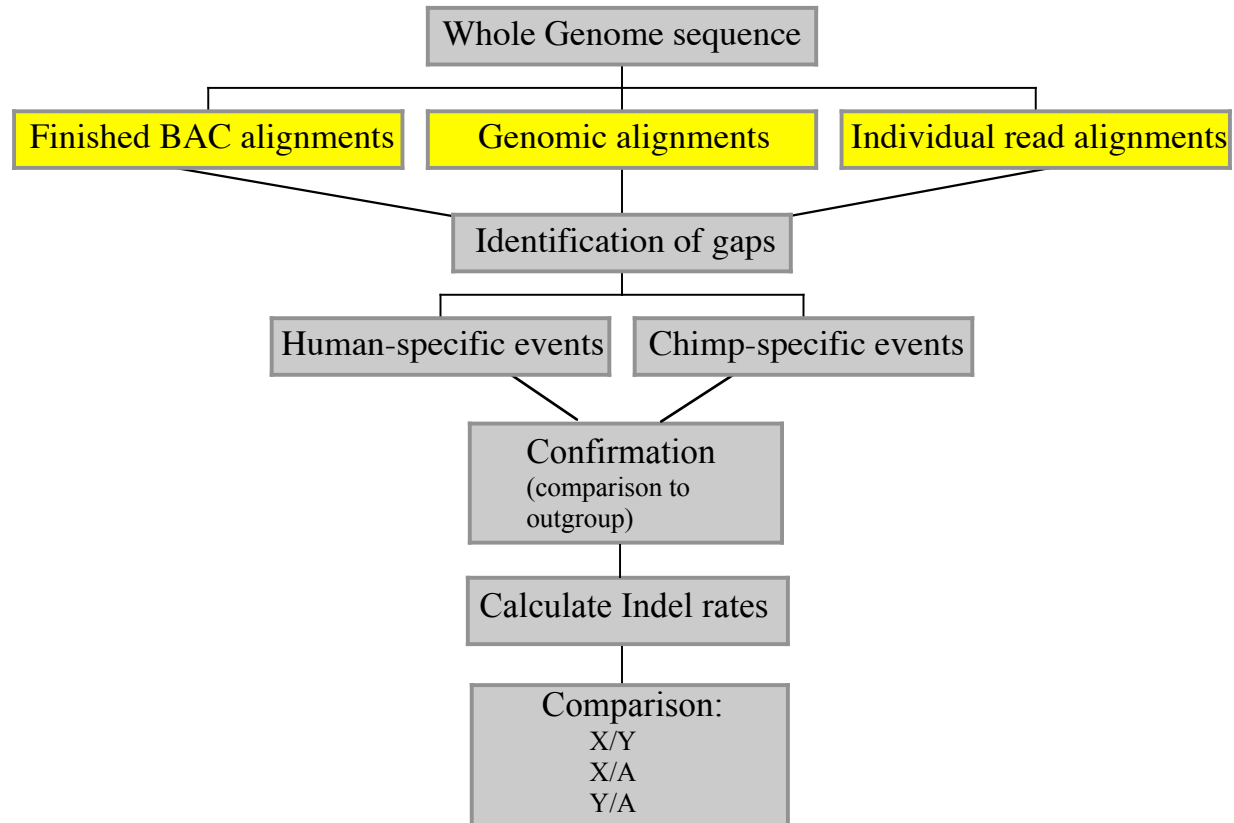 Whole Genome sequence
Finished BAC alignments
Genomic alignments
Individual read alignments
Identification of gaps
Human-specific events
Chimp-specific events
Confirmation
(comparison to
outgroup)
Calculate Indel rates
Comparison:
X/Y
X/A
Y/A